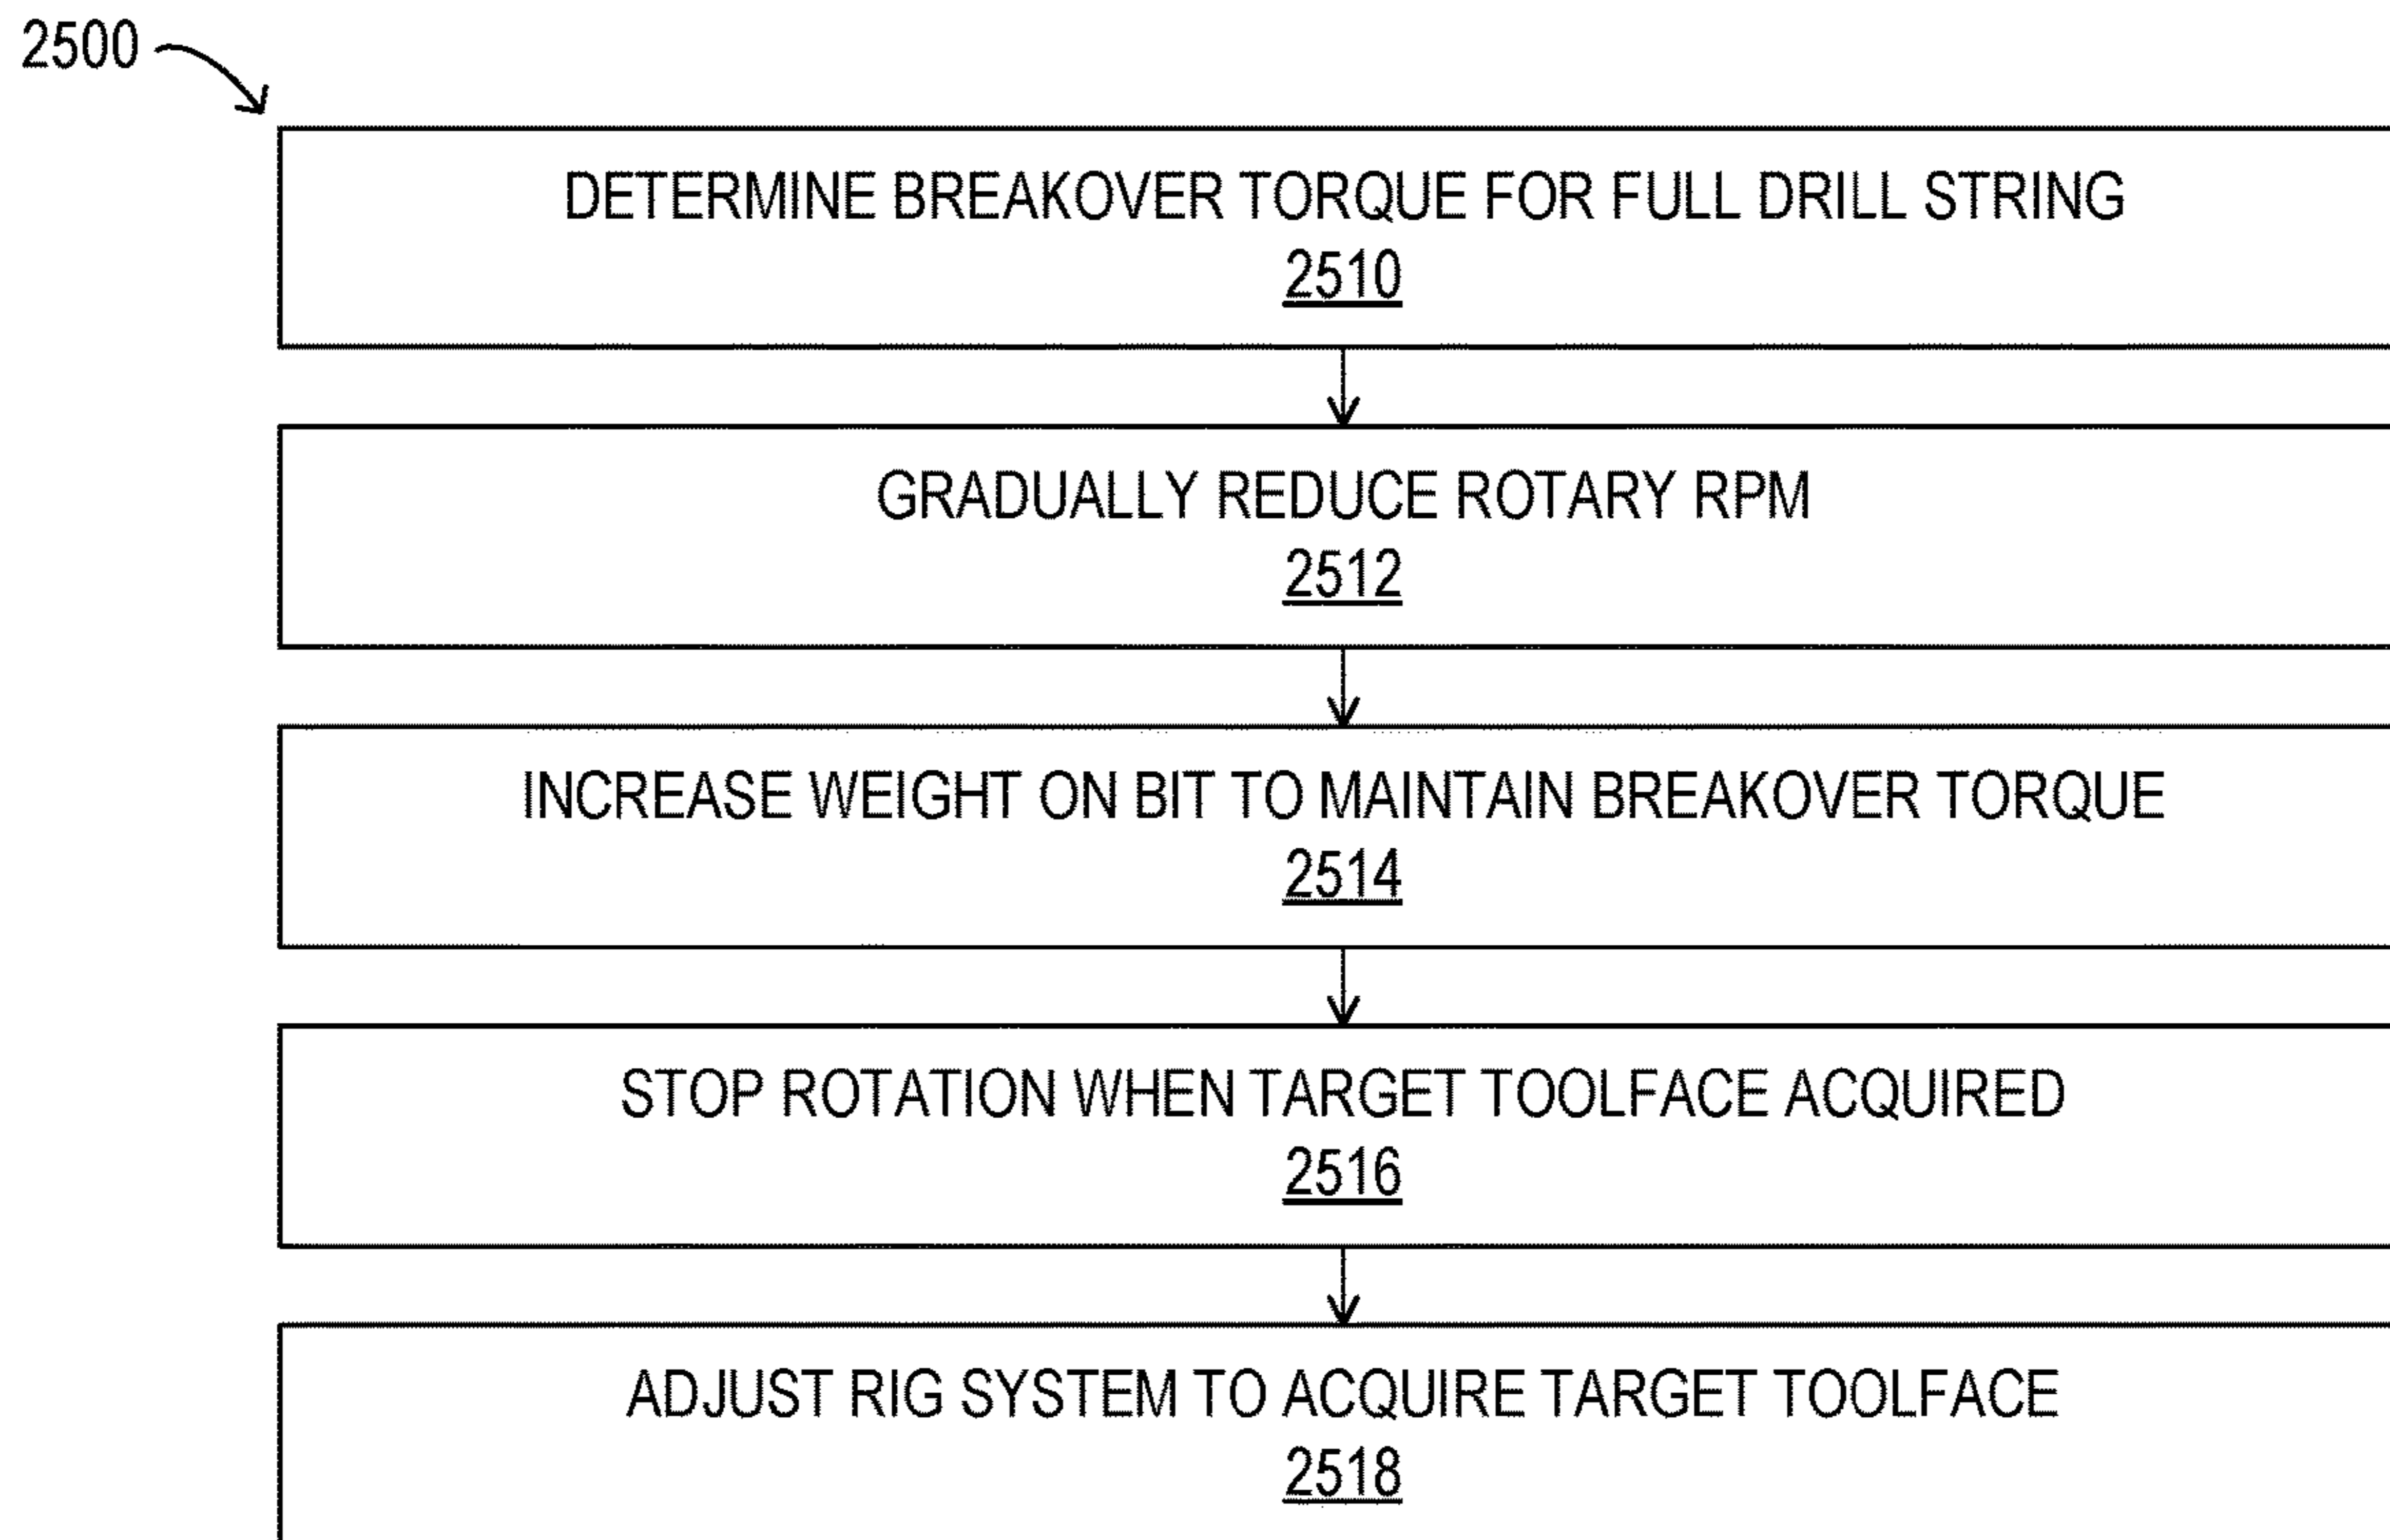 2500
DETERMINE BREAKOVER TORQUE FOR FULL DRILL STRING
2510
GRADUALLY REDUCE ROTARY RPM
2512
INCREASE WEIGHT ON BIT TO MAINTAIN BREAKOVER TORQUE
2514
STOP ROTATION WHEN TARGET TOOLFACE ACQUIRED
2516
ADJUST RIG SYSTEM TO ACQUIRE TARGET TOOLFACE
2518